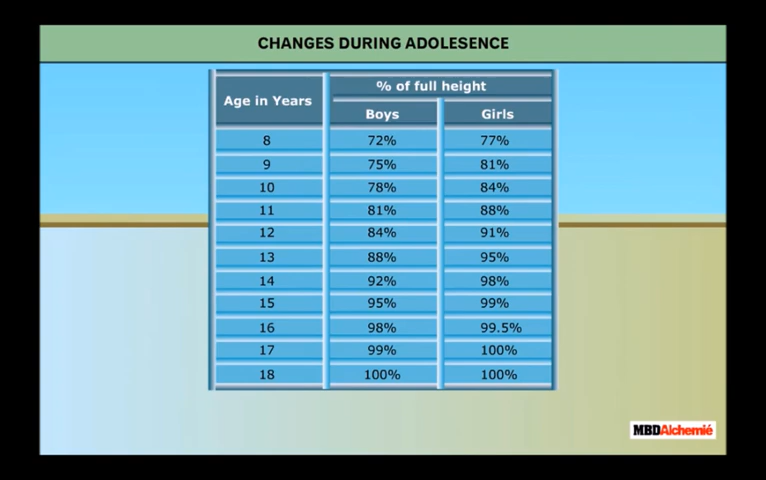 CHANGES DURING ADOLESENCE
Age in Years
% of full height
Boys Girls
8 72% 77%
9 75% 81%
10 78% 84%
11 81% 88%
12 84% 91%
13 88% 95%
14 92% 98%
15 95% 99%
16 98% 99.5%
17 99% 100%
18 100% 100%
MBDAlchemié